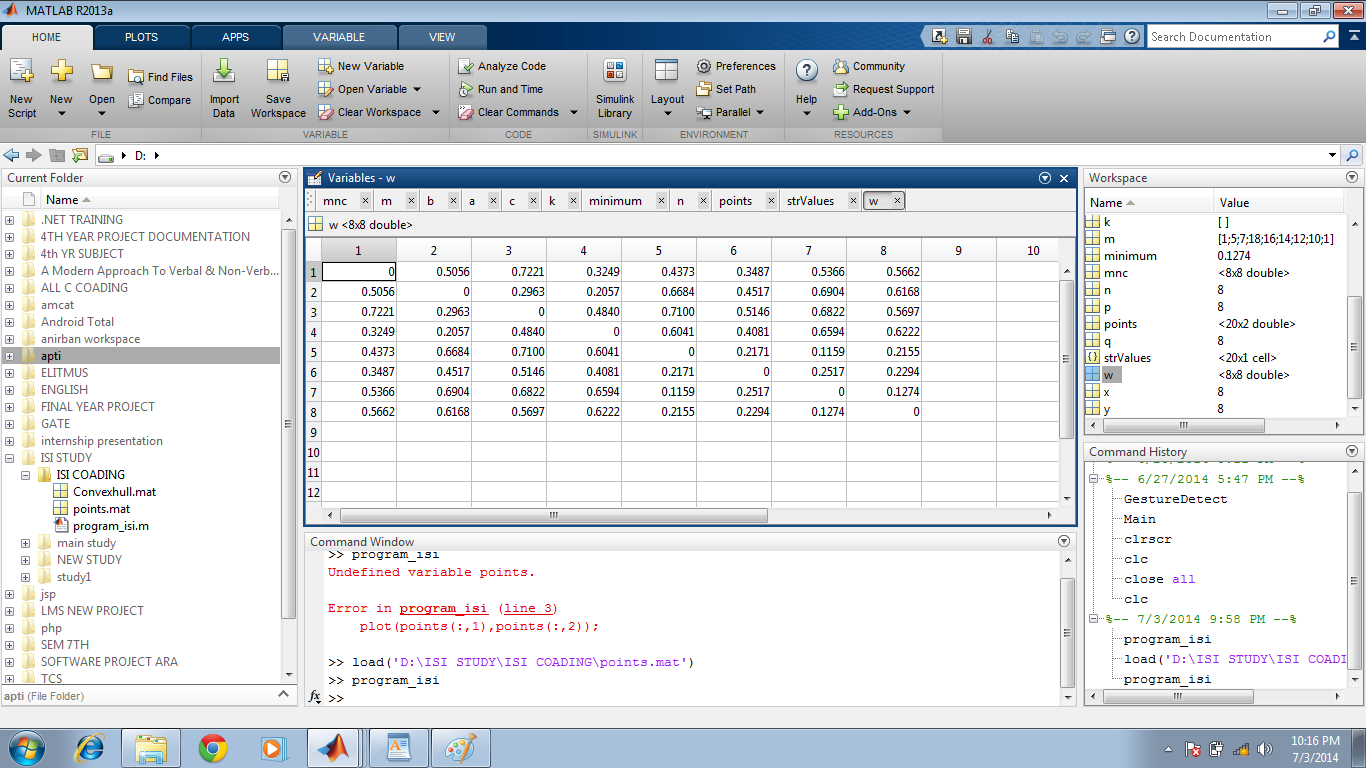 MATLAB R2013a
HOME PLOTS APPS VARIABLE VIEW
Search Documentation
New Script
New
Open
Find Files
Compare
FILE
Import Data
Save Workspace
New Variable
Open Variable
Clear Workspace
VARIABLE
Analyze Code
Run and Time
Clear Commands
CODE
Simulink Library
SIMULINK
Layout
Preferences
Set Path
Parallel
ENVIRONMENT
Help
Community
Request Support
Add-Ons
RESOURCES
D:
Current Folder
Name
.NET TRAINING
4TH YEAR PROJECT DOCUMENTATION
4th YR SUBJECT
A Modern Approach To Verbal & Non-Verb...
ALL C COADING
amcat
Android Total
anirban workspace
apti
ELITMUS
ENGLISH
FINAL YEAR PROJECT
GATE
internship presentation
ISI STUDY
ISI COADING
Convexhull.mat
points.mat
program_isi.m
main study
NEW STUDY
study1
jsp
LMS NEW PROJECT
php
SEM 7TH
SOFTWARE PROJECT ARA
TCS
apti (File Folder)
Variables - w
mnc m b a c k minimum n points strValues w
w <8x8 double>
1 2 3 4 5 6 7 8 9 10
1 0 0.5056 0.7221 0.3249 0.4373 0.3487 0.5366 0.5662
2 0.5056 0 0.2963 0.2057 0.6684 0.4517 0.6904 0.6168
3 0.7221 0.2963 0 0.4840 0.7100 0.5146 0.6822 0.5697
4 0.3249 0.2057 0.4840 0 0.6041 0.4081 0.6594 0.6222
5 0.4373 0.6684 0.7100 0.6041 0 0.2171 0.1159 0.2155
6 0.3487 0.4517 0.5146 0.4081 0.2171 0 0.2517 0.2294
7 0.5366 0.6904 0.6822 0.6594 0.1159 0.2517 0 0.1274
8 0.5662 0.6168 0.5697 0.6222 0.2155 0.2294 0.1274 0
9
10
11
12
Command Window
>> program_isi
Undefined variable points.
Error in program_isi (line 3)
plot(points(:,1),points(:,2));
>> load('D:\ISI STUDY\ISI COADING\points.mat')
>> program_isi
fx >>
Workspace
Name Value
k [ ]
m [1;5;7;18;16;14;12;10;1]
minimum 0.1274
mnc <8x8 double>
n 8
p 8
points <20x2 double>
q 8
strValues <20x1 cell>
w <8x8 double>
x 8
y 8
Command History
%-- 6/27/2014 5:47 PM --%
GestureDetect
Main
clrscr
clc
close all
clc
%-- 7/3/2014 9:58 PM --%
program_isi
load('D:\ISI STUDY\ISI COADI
program_isi
10:16 PM
7/3/2014